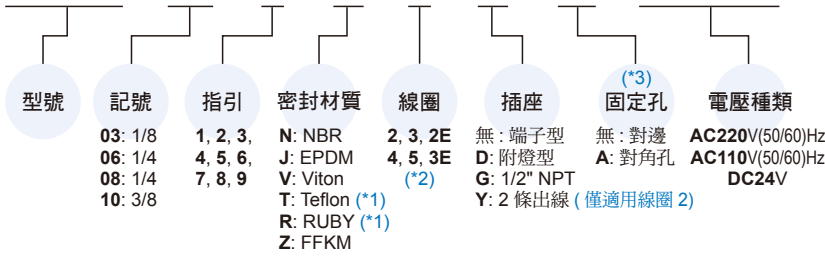 型號
記號
03: 1/8
06: 1/4
08: 1/4
10: 3/8
指引
1, 2, 3,
4, 5, 6,
7, 8, 9
密封材質
N: NBR
J: EPDM
V: Viton
T: Teflon (*1)
R: RUBY (*1)
Z: FFKM
線圈
2, 3, 2E
4, 5, 3E
(*2)
插座
無 : 端子型
D: 附燈型
G: 1/2" NPT
Y: 2 條出線 ( 僅適用線圈 2)
(*3)
固定孔
無 : 對邊
A: 對角孔
電壓種類
AC220V(50/60)Hz
AC110V(50/60)Hz
DC24V